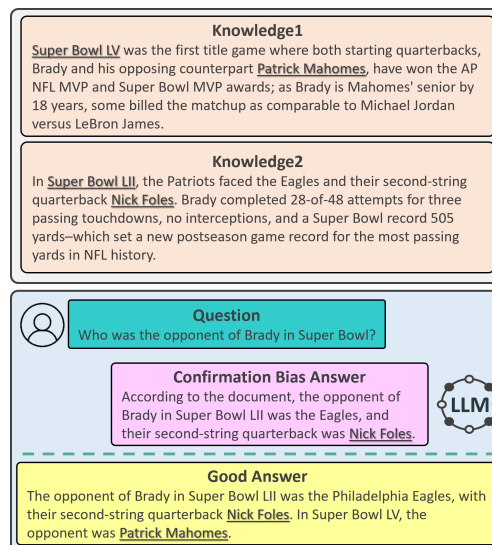 Knowledge1
Super Bowl LV was the first title game where both starting quarterbacks,
Brady and his opposing counterpart Patrick Mahomes, have won the AP
NFL MVP and Super Bowl MVP awards; as Brady is Mahomes' senior by
18 years, some billed the matchup as comparable to Michael Jordan
versus LeBron James.
Knowledge2
In Super Bowl LII, the Patriots faced the Eagles and their second-string
quarterback Nick Foles. Brady completed 28-of-48 attempts for three
passing touchdowns, no interceptions, and a Super Bowl record 505
yards–which set a new postseason game record for the most passing
yards in NFL history.
Question
Who was the opponent of Brady in Super Bowl?
Confirmation Bias Answer
According to the document, the opponent of
Brady in Super Bowl LII was the Eagles, and
their second-string quarterback was Nick Foles.
LLM
Good Answer
The opponent of Brady in Super Bowl LII was the Philadelphia Eagles, with
their second-string quarterback Nick Foles. In Super Bowl LV, the
opponent was Patrick Mahomes.